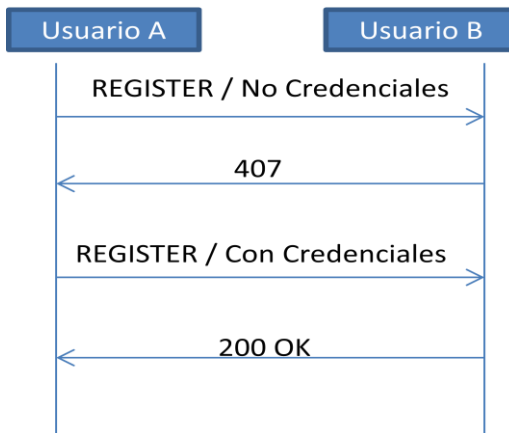 Usuario A
Usuario B
REGISTER / No Credenciales
407
REGISTER / Con Credenciales
200 OK